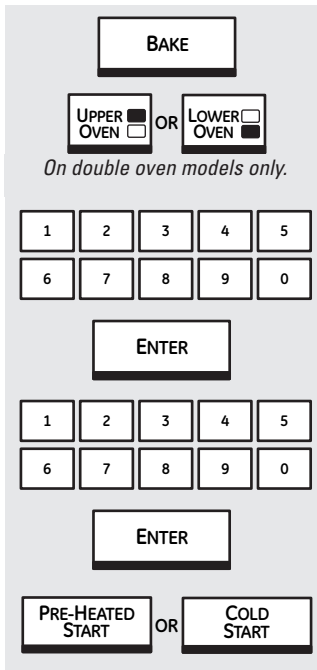 BAKE
UPPER OVEN OR LOWER OVEN
On double oven models only.
1 2 3 4 5
6 7 8 9 0
ENTER
1 2 3 4 5
6 7 8 9 0
ENTER
PRE-HEATED START OR COLD START